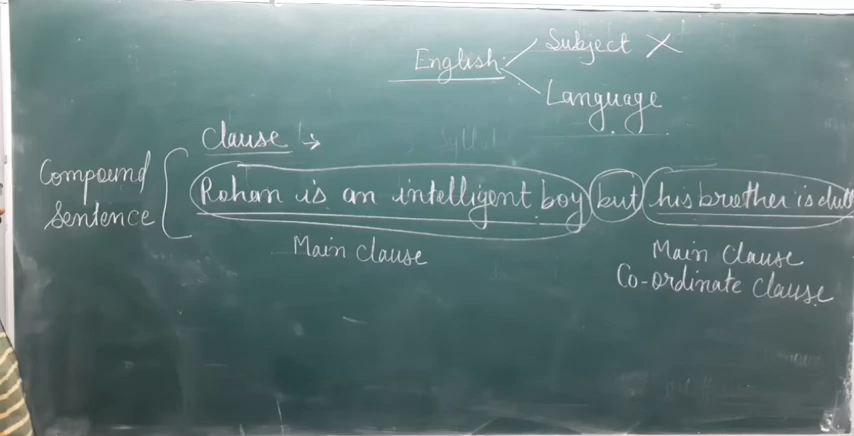 Subject X
English:
Language
Clause →
Compound
Sentence
Rohan is an intelligent boy but his brother is dull
Main Clause
Main Clause
Co-ordinate Clause